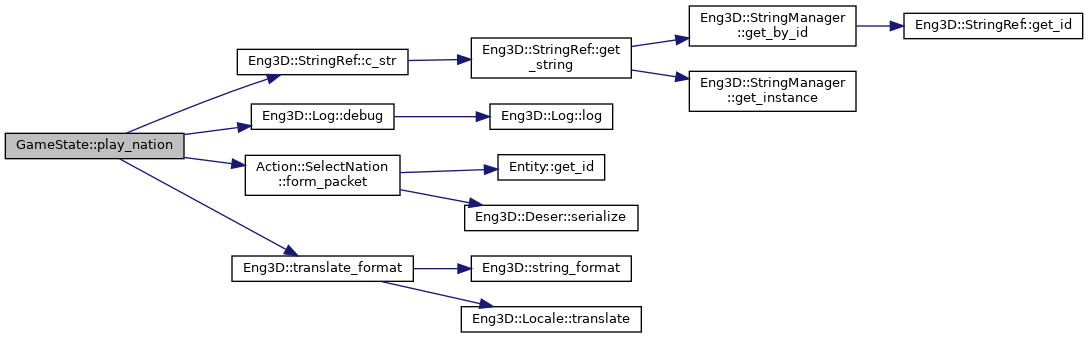 GameState::play_nation
Eng3D::StringRef::c_str
Eng3D::StringRef::get
_string
Eng3D::StringManager
::get_by_id
Eng3D::StringRef::get_id
Eng3D::StringManager
::get_instance
Eng3D::Log::debug
Eng3D::Log::log
Action::SelectNation
::form_packet
Entity::get_id
Eng3D::Deser::serialize
Eng3D::translate_format
Eng3D::string_format
Eng3D::Locale::translate